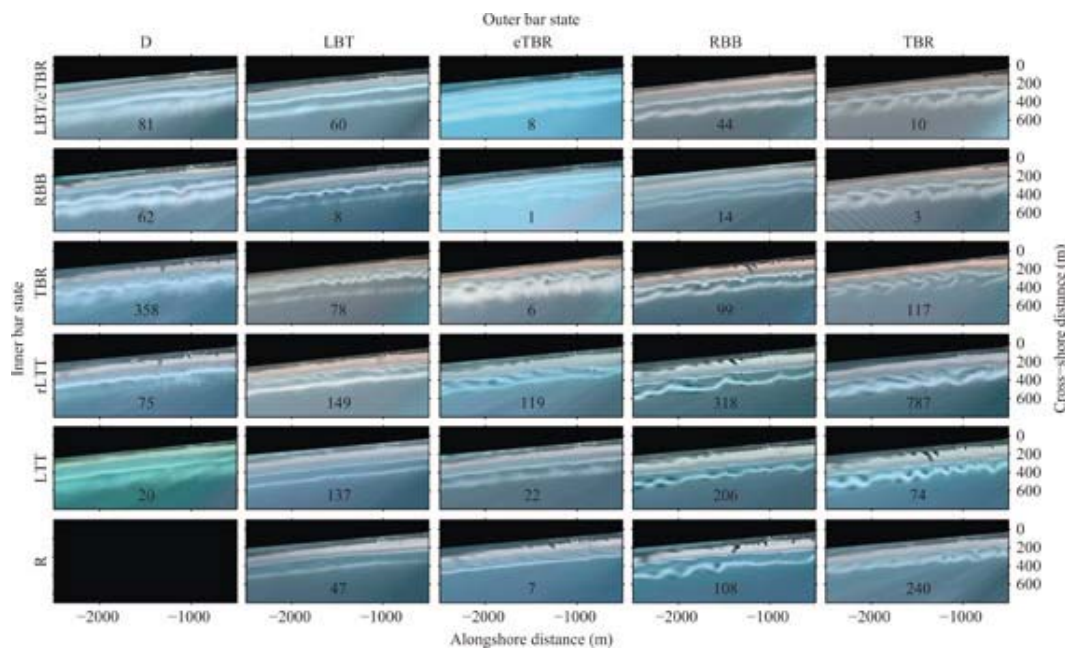 Outer bar state
D LBT eTBR RBB TBR
LBT/eTBR 81 60 8 44 10 0 200 400 600
RBB 62 8 1 14 3 0 200 400 600
TBR 358 78 6 99 117 0 200 400 600
rLTT 75 149 119 318 787 0 200 400 600
LTT 20 137 22 206 74 0 200 400 600
R 47 7 108 240 0 200 400 600
Inner bar state
Cross-shore distance (m)
−2000 −1000 −2000 −1000 −2000 −1000 −2000 −1000 −2000 −1000
Alongshore distance (m)